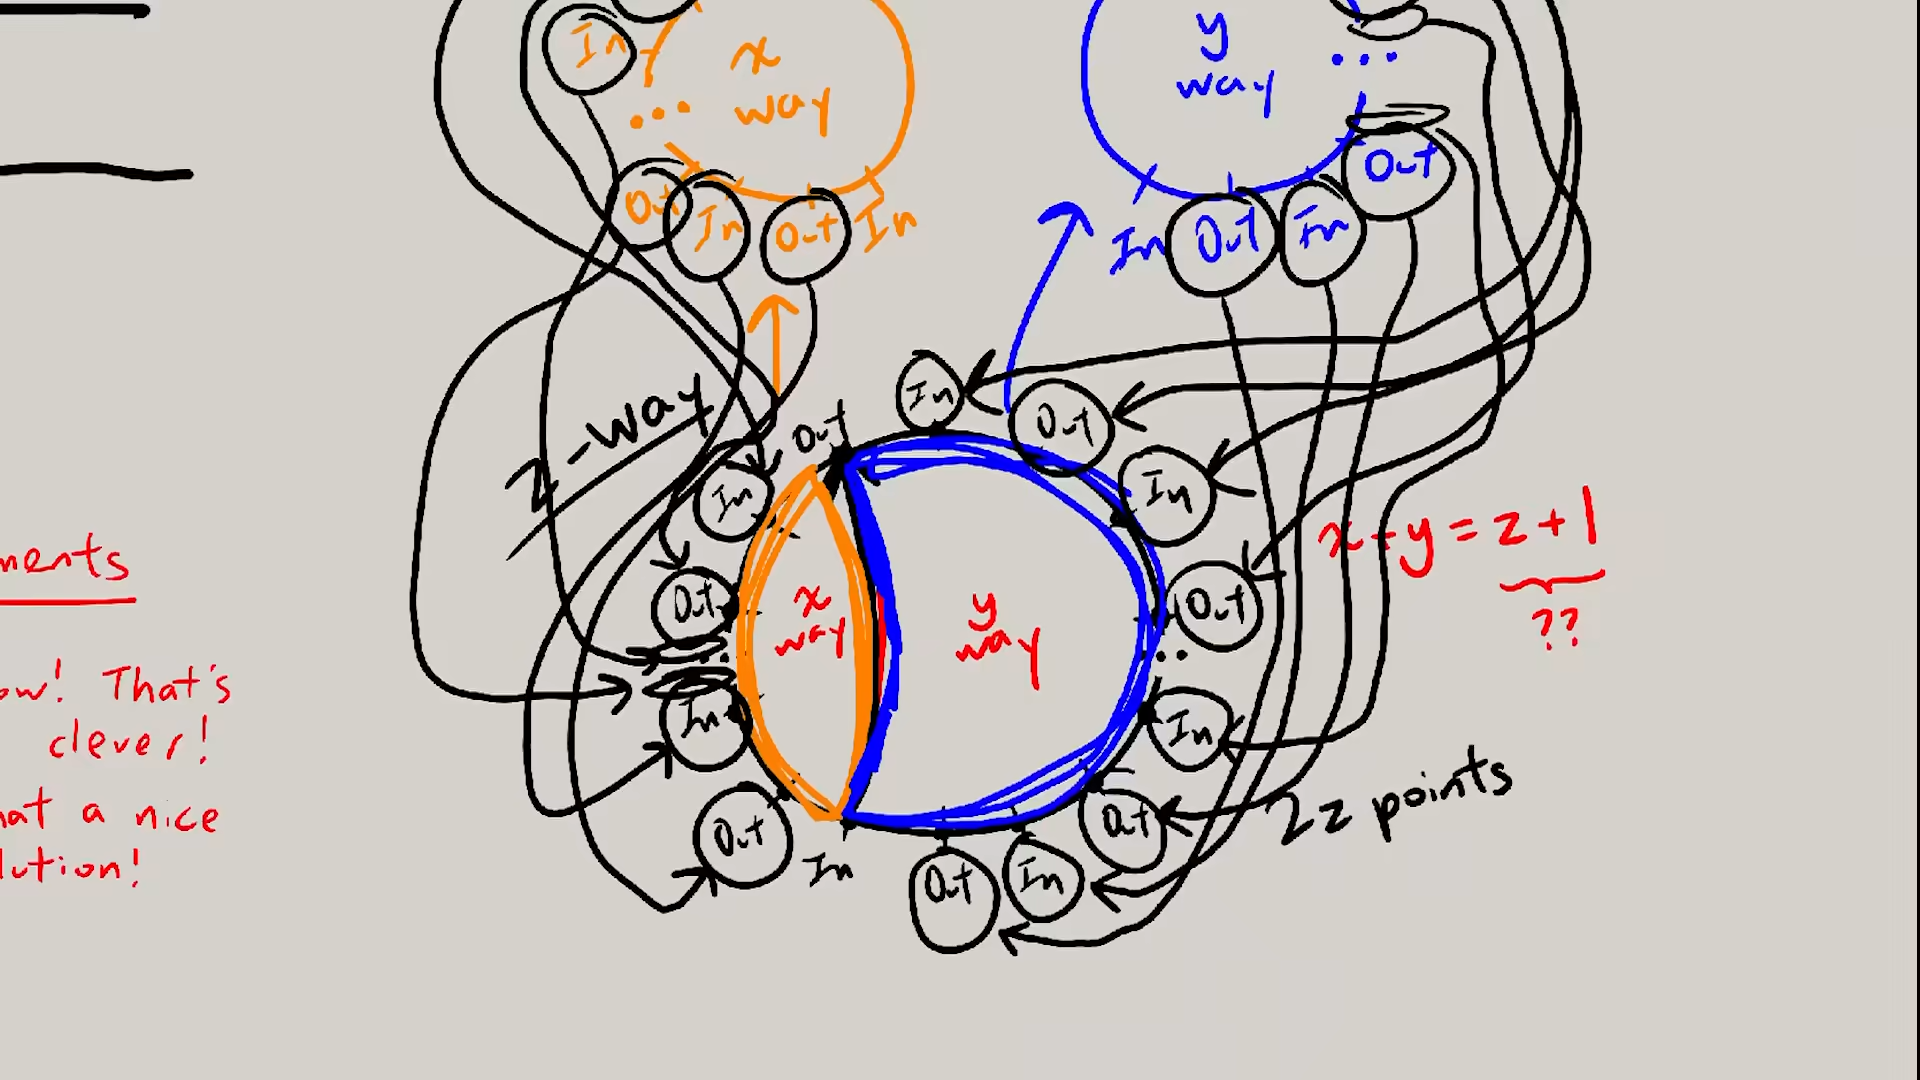 In
x
way
...
Out
In
Out
In
y
way
...
Out
In
Out
In
z-way
Out
In
Out
In
In
Out
In
Out
...
In
Out
In
Out
In
Out
...
In
Out
x
way
y
way
x+y=z+1
??
2z points
ments
ow! That's
clever!
hat a nice
lution!